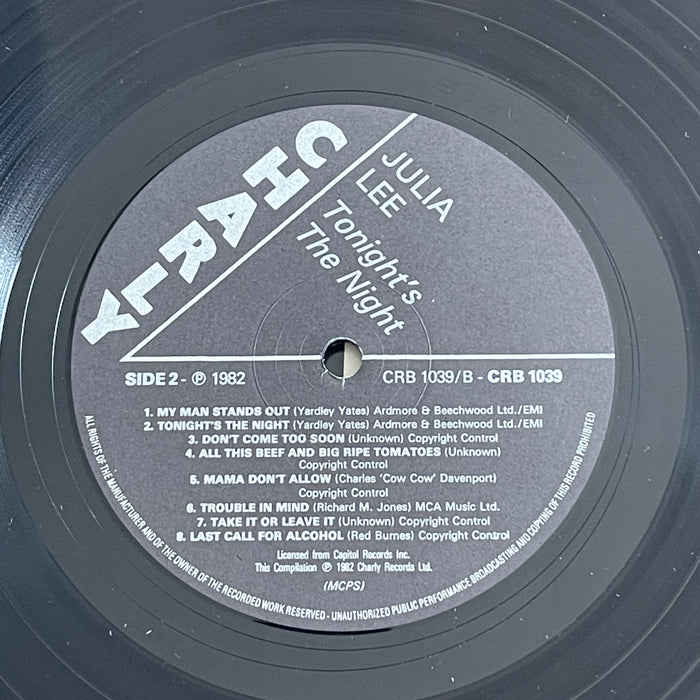 CHARLY
JULIA
LEE
Tonight's
The Night
SIDE 2 - ℗ 1982
CRB 1039/B - CRB 1039
1. MY MAN STANDS OUT (Yardley Yates) Ardmore & Beechwood Ltd./EMI
2. TONIGHT'S THE NIGHT (Yardley Yates) Ardmore & Beechwood Ltd./EMI
3. DON'T COME TOO SOON (Unknown) Copyright Control
4. ALL THIS BEEF AND BIG RIPE TOMATOES (Unknown)
Copyright Control
5. MAMA DON'T ALLOW (Charles 'Cow Cow' Davenport)
Copyright Control
6. TROUBLE IN MIND (Richard M. Jones) MCA Music Ltd.
7. TAKE IT OR LEAVE IT (Unknown) Copyright Control
8. LAST CALL FOR ALCOHOL (Red Burnes) Copyright Control
Licensed from Capitol Records Inc.
This Compilation ℗ 1982 Charly Records Ltd.
(MCPS)
ALL RIGHTS OF THE MANUFACTURER AND OF THE OWNER OF THE RECORDED WORK RESERVED - UNAUTHORIZED PUBLIC PERFORMANCE BROADCASTING AND COPYING OF THIS RECORD PROHIBITED